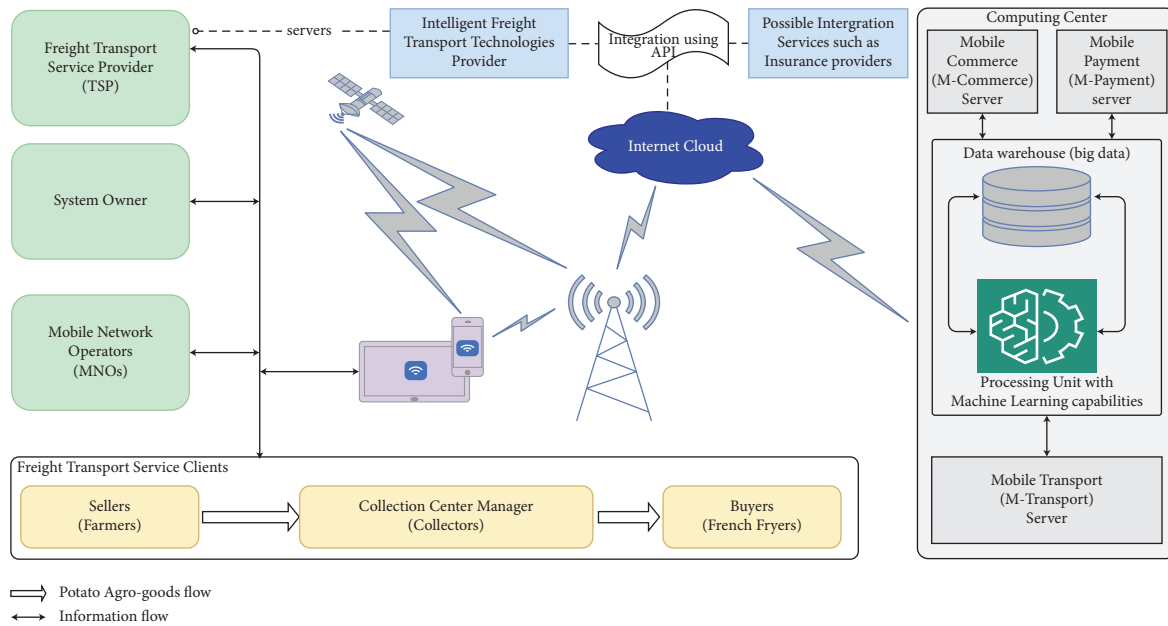 Freight Transport
Service Provider
(TSP)
servers
Intelligent Freight
Transport Technologies
Provider
Integration using
API
Possible Intergration
Services such as
Insurance providers
System Owner
Mobile Network
Operators
(MNOs)
Internet Cloud
Computing Center
Mobile
Commerce
(M-Commerce)
Server
Mobile
Payment
(M-Payment)
server
Data warehouse (big data)
Processing Unit with
Machine Learning capabilities
Mobile Transport
(M-Transport)
Server
Freight Transport Service Clients
Sellers
(Farmers)
Collection Center Manager
(Collectors)
Buyers
(French Fryers)
Potato Agro-goods flow
Information flow